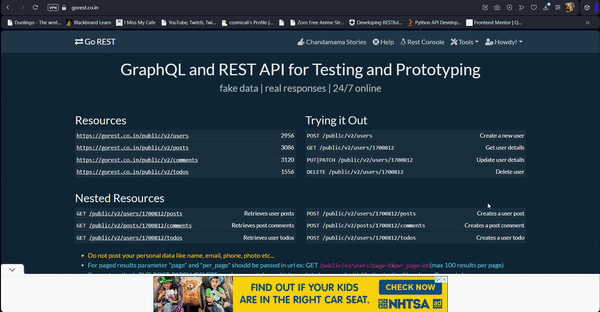 VPN gorest.co.in
Duolingo - The worl... Blackboard Learn I Miss My Cafe YouTube, Twitch, Twi... cosmicali's Profile |... Zoro Free Anime Str... Developing RESTful... Python API Develop... Frontend Mentor | G...
Go REST Chandamama Stories Help Rest Console Tools Howdy!
GraphQL and REST API for Testing and Prototyping
fake data | real responses | 24/7 online
Resources
https://gorest.co.in/public/v2/users 2956
https://gorest.co.in/public/v2/posts 3086
https://gorest.co.in/public/v2/comments 3120
https://gorest.co.in/public/v2/todos 1556
Trying it Out
POST /public/v2/users Create a new user
GET /public/v2/users/1700812 Get user details
PUT|PATCH /public/v2/users/1700812 Update user details
DELETE /public/v2/users/1700812 Delete user
Nested Resources
GET /public/v2/users/1700812/posts Retrieves user posts
GET /public/v2/posts/1700812/comments Retrieves post comments
GET /public/v2/users/1700812/todos Retrieves user todos
POST /public/v2/users/1700812/posts Creates a user post
POST /public/v2/posts/1700812/comments Creates a post comment
POST /public/v2/users/1700812/todos Creates a user todo
Do not post your personal data like name, email, phone, photo etc...
For paged results parameter "page" and "per_page" should be passed in url ex: GET /public/v2/users?page=1&per_page=20 (max 100 results per page)
FIND OUT IF YOUR KIDS
ARE IN THE RIGHT CAR SEAT.
CHECK NOW
NHTSA
ad